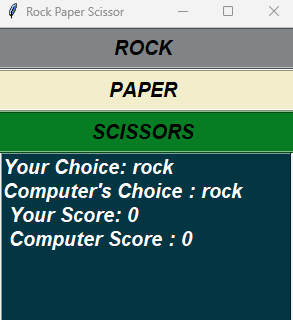 Rock Paper Scissor
ROCK
PAPER
SCISSORS
Your Choice: rock
Computer's Choice : rock
Your Score: 0
Computer Score : 0